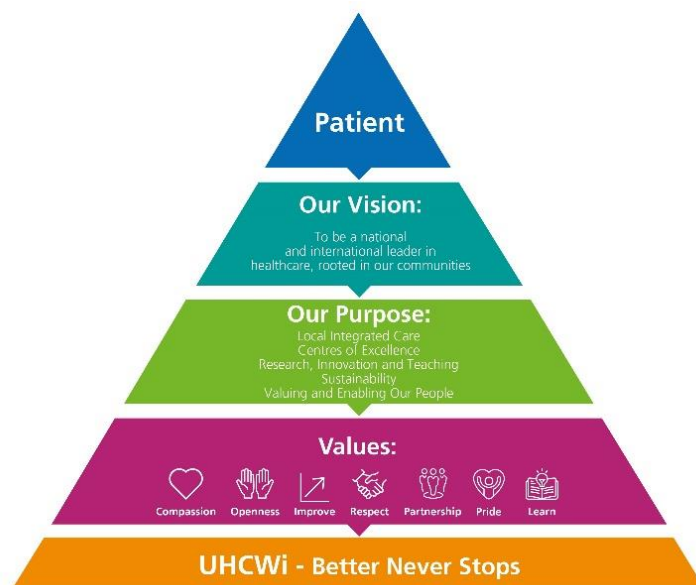 Patient
Our Vision:
To be a national
and international leader in
healthcare, rooted in our communities
Our Purpose:
Local Integrated Care
Centres of Excellence
Research, Innovation and Teaching
Sustainability
Valuing and Enabling Our People
Values:
Compassion Openness Improve Respect Partnership Pride Learn
UHCWi - Better Never Stops